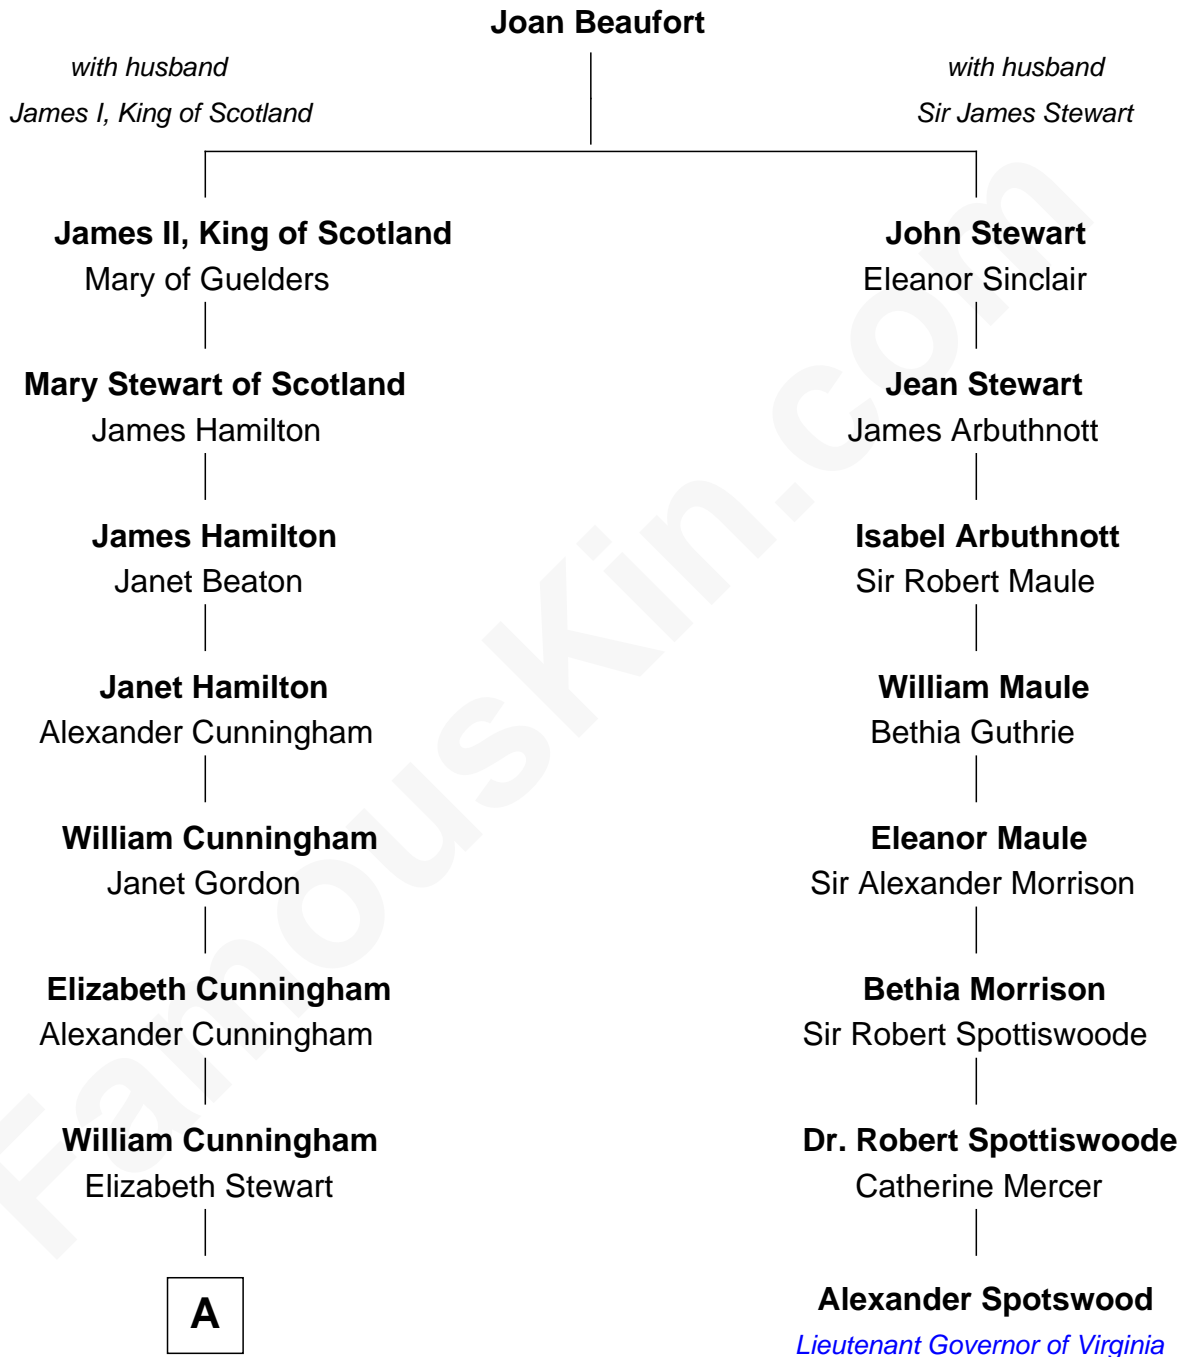 Joan Beaufort
with husband
James I, King of Scotland
with husband
Sir James Stewart
James II, King of Scotland
Mary of Guelders
John Stewart
Eleanor Sinclair
Mary Stewart of Scotland
James Hamilton
Jean Stewart
James Arbuthnott
James Hamilton
Janet Beaton
Isabel Arbuthnott
Sir Robert Maule
Janet Hamilton
Alexander Cunningham
William Maule
Bethia Guthrie
William Cunningham
Janet Gordon
Eleanor Maule
Sir Alexander Morrison
Elizabeth Cunningham
Alexander Cunningham
Bethia Morrison
Sir Robert Spottiswoode
William Cunningham
Elizabeth Stewart
Dr. Robert Spottiswoode
Catherine Mercer
A
Alexander Spotswood
Lieutenant Governor of Virginia
FamousKin.com